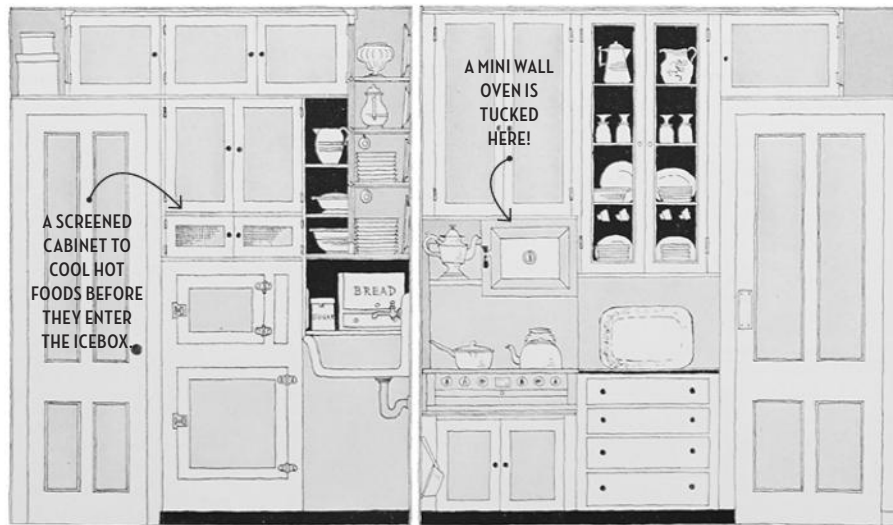 A SCREENED
CABINET TO
COOL HOT
FOODS BEFORE
THEY ENTER
THE ICEBOX.
BREAD
SUGAR
A MINI WALL
OVEN IS
TUCKED
HERE!